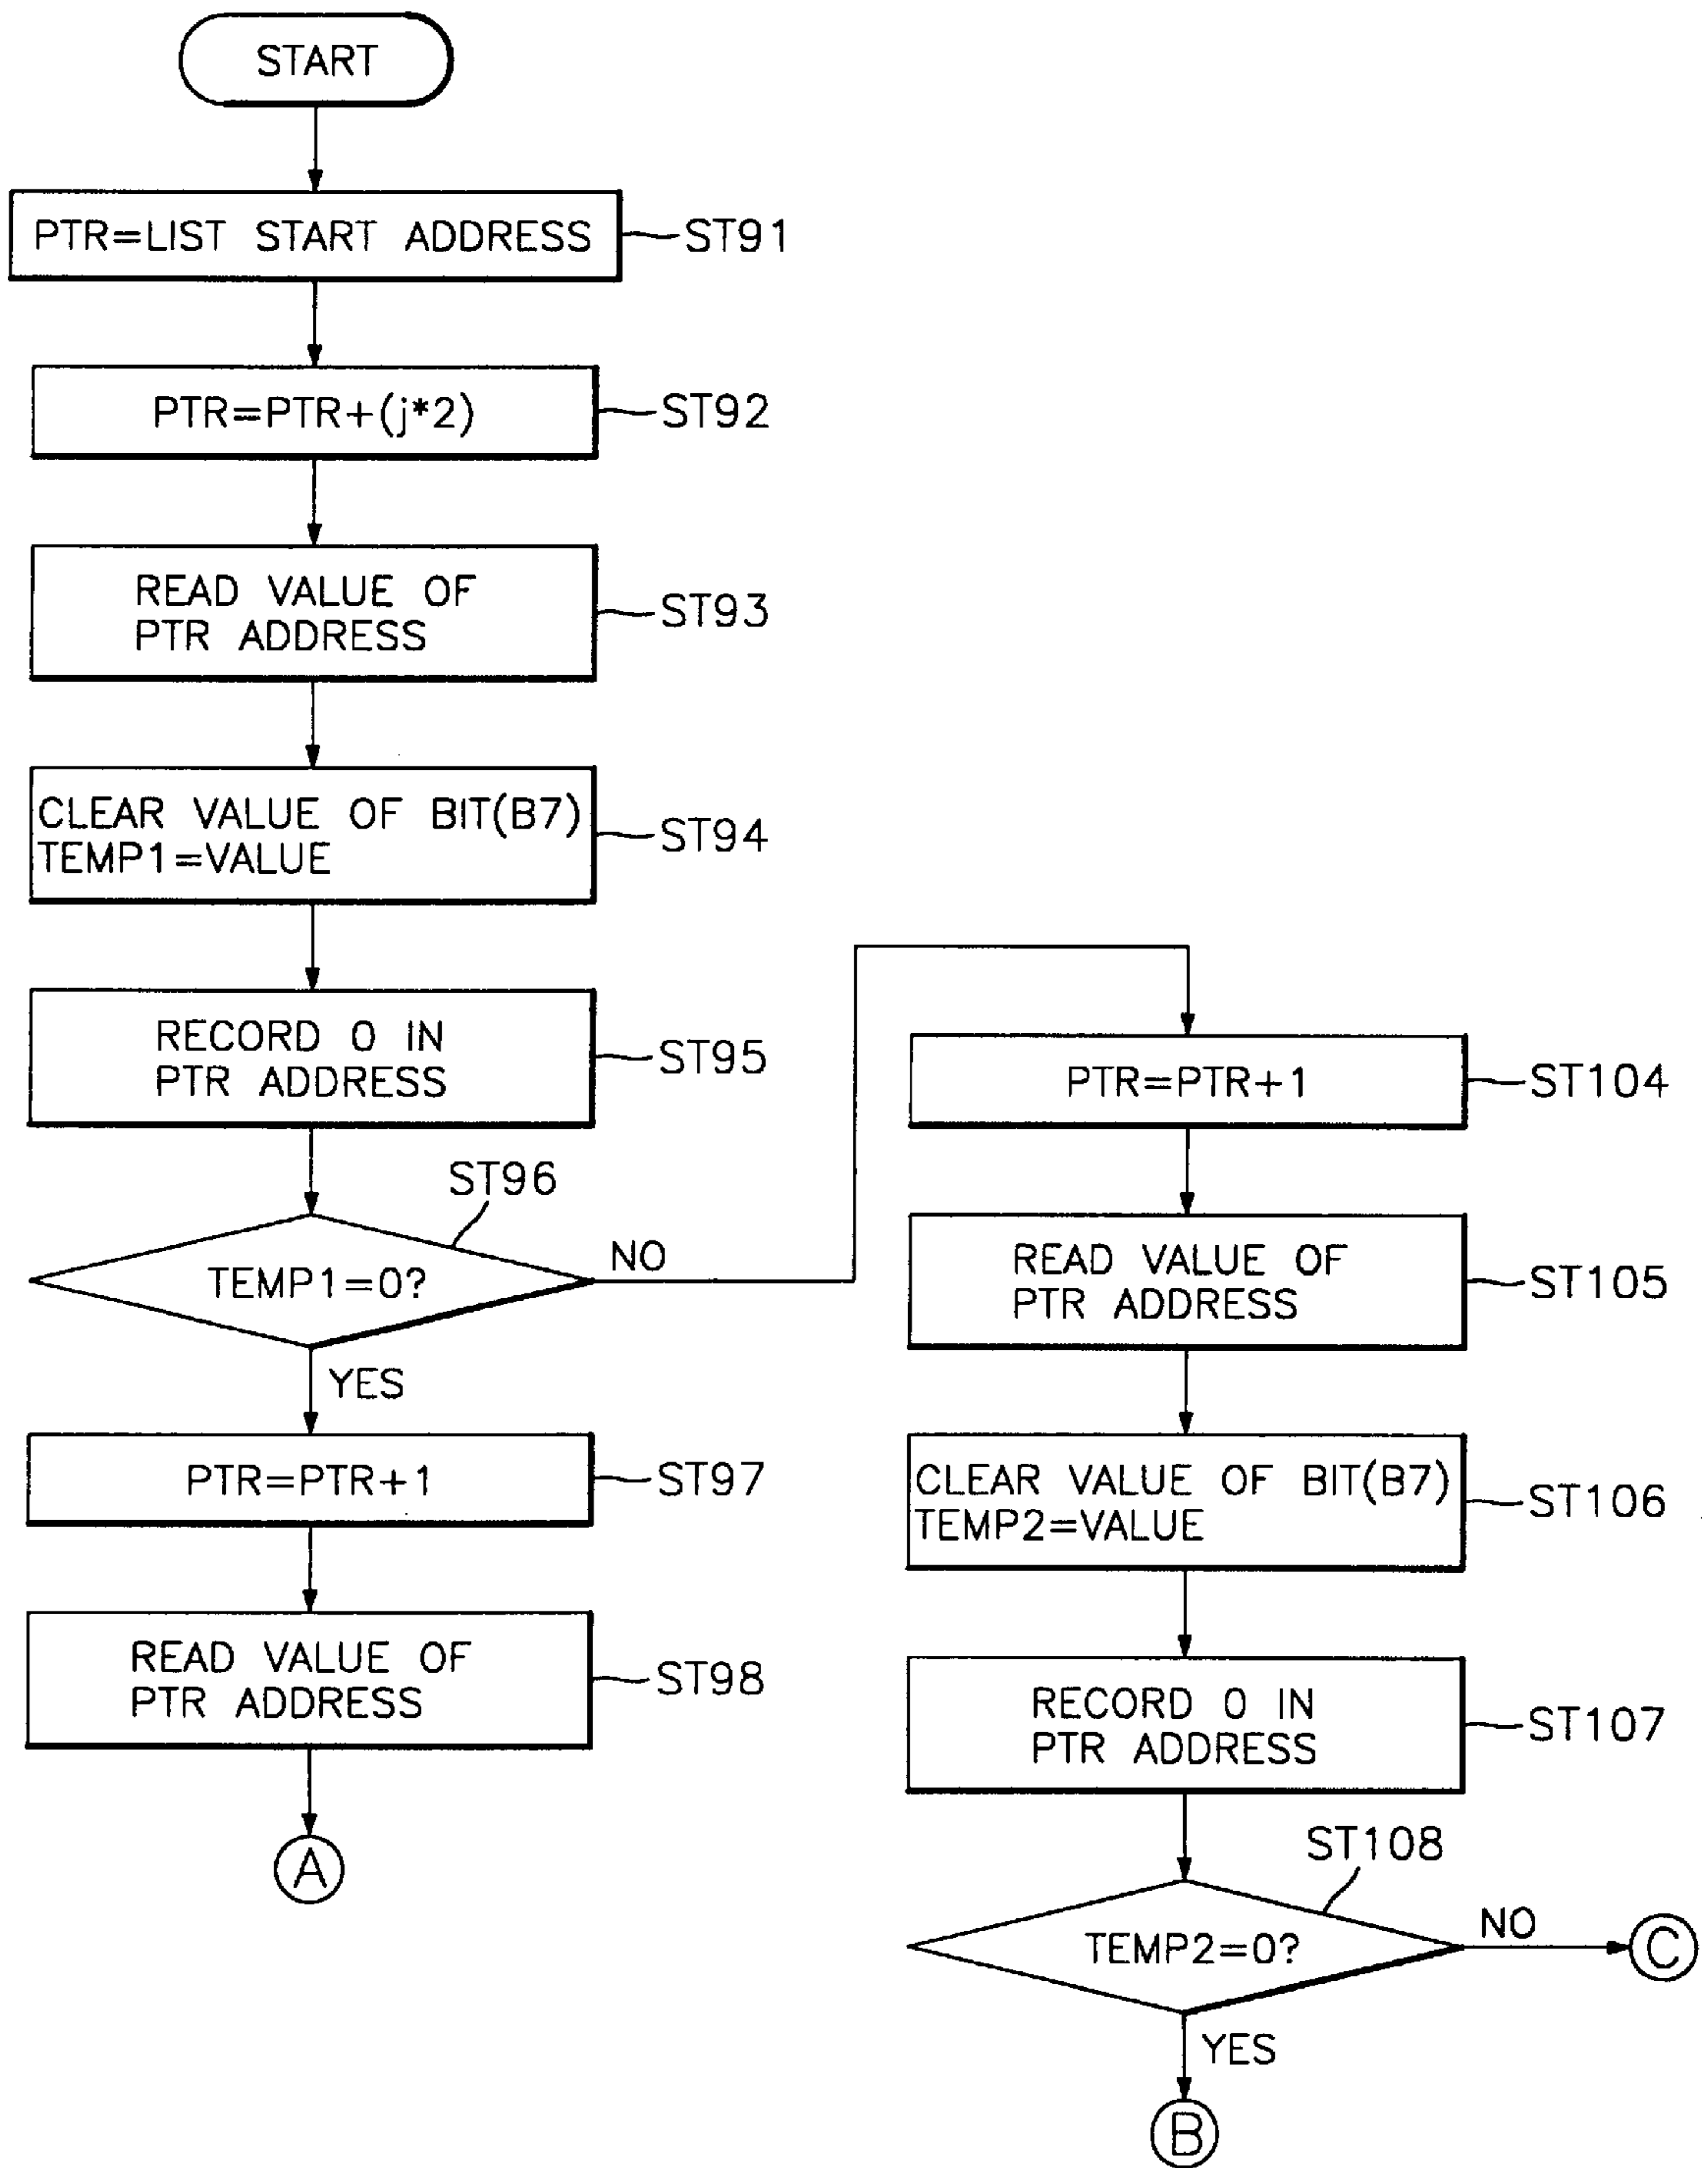 START
PTR=LIST START ADDRESS
ST91
PTR=PTR+(j*2)
ST92
READ VALUE OF
PTR ADDRESS
ST93
CLEAR VALUE OF BIT(B7)
TEMP1=VALUE
ST94
RECORD 0 IN
PTR ADDRESS
ST95
ST96
TEMP1=0?
NO
YES
PTR=PTR+1
ST97
READ VALUE OF
PTR ADDRESS
ST98
A
PTR=PTR+1
ST104
READ VALUE OF
PTR ADDRESS
ST105
CLEAR VALUE OF BIT(B7)
TEMP2=VALUE
ST106
RECORD 0 IN
PTR ADDRESS
ST107
ST108
TEMP2=0?
NO
C
YES
B